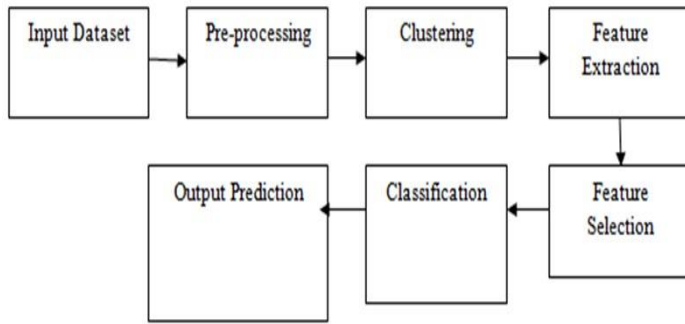 Input Dataset
Pre-processing
Clustering
Feature
Extraction
Feature
Selection
Classification
Output Prediction